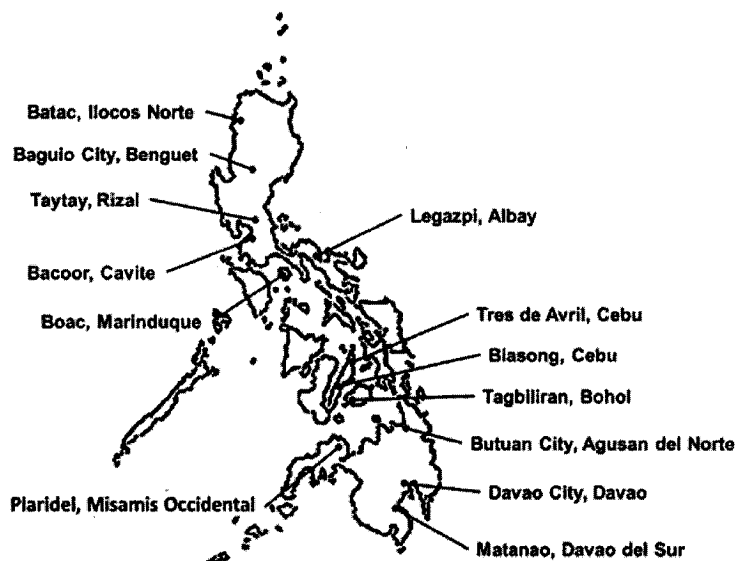 Batac, Ilocos Norte
Baguio City, Benguet
Taytay, Rizal
Legazpi, Albay
Bacoor, Cavite
Boac, Marinduque
Tres de Avril, Cebu
Blasong, Cebu
Tagbiliran, Bohol
Butuan City, Agusan del Norte
Plaridel, Misamis Occidental
Davao City, Davao
Matanao, Davao del Sur